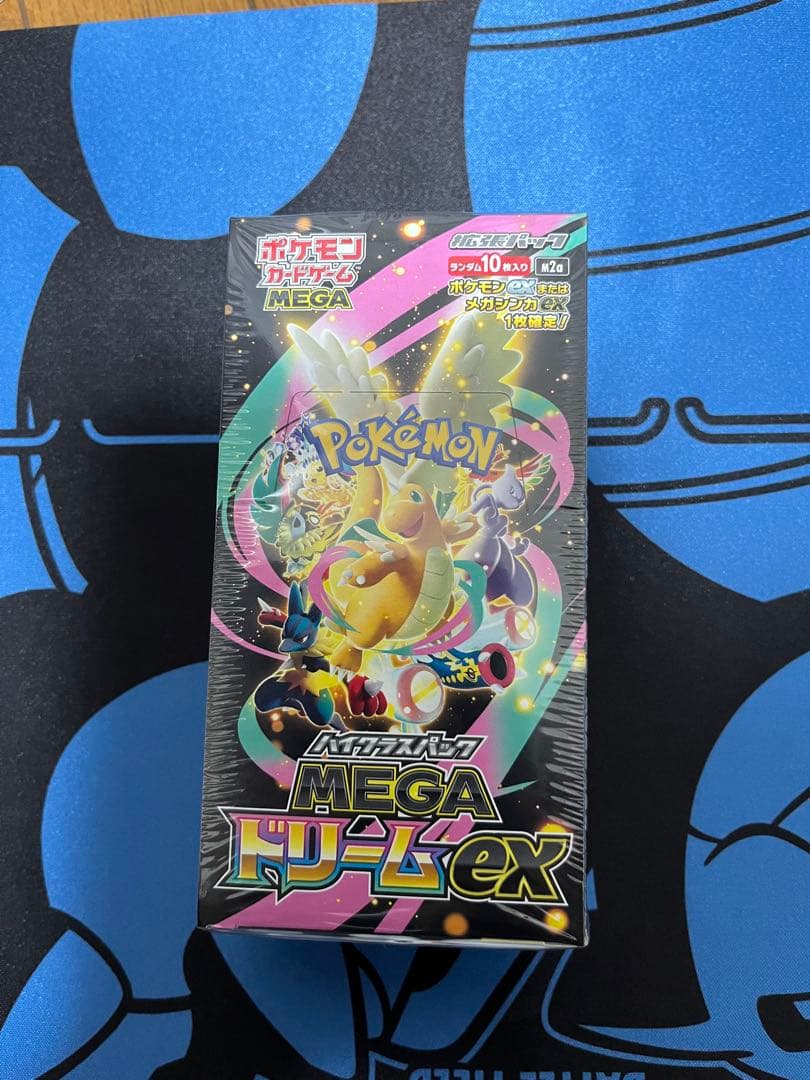 ポケモン
カードゲーム
MEGA
拡張パック
ランダム10枚入り
M2a
ポケモンexまたは
メガシンカex
1枚確定!
POKéMON
ハイクラスパック
MEGA
ドリームex